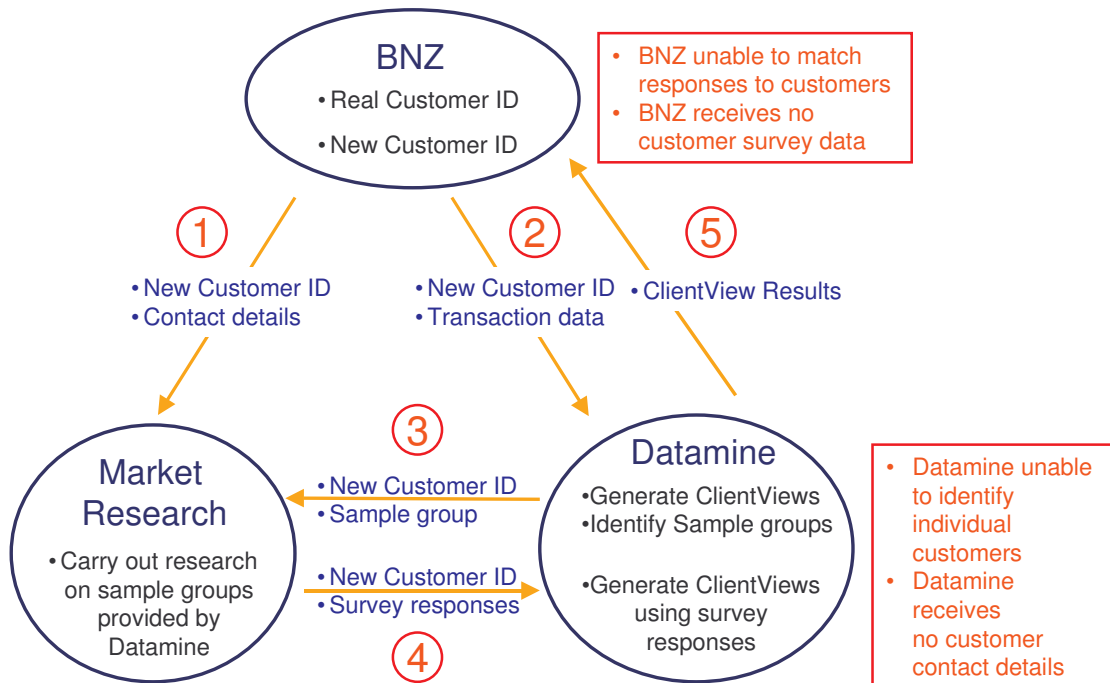 BNZ
• Real Customer ID
• New Customer ID
• BNZ unable to match
responses to customers
• BNZ receives no
customer survey data
1
• New Customer ID
• Contact details
2
• New Customer ID
• Transaction data
5
• ClientView Results
3
• New Customer ID
• Sample group
• New Customer ID
• Survey responses
4
Market
Research
• Carry out research
on sample groups
provided by
Datamine
Datamine
• Generate ClientViews
• Identify Sample groups
• Generate ClientViews
using survey
responses
• Datamine unable
to identify
individual
customers
• Datamine
receives
no customer
contact details